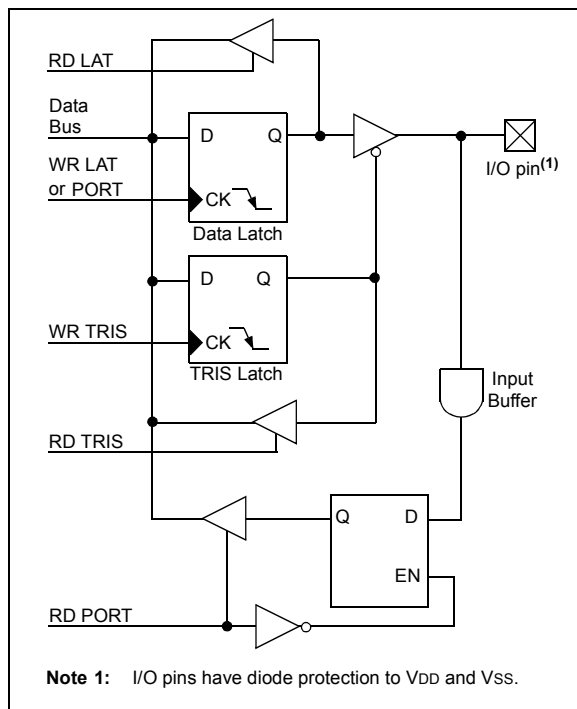 RD LAT
Data
Bus
D Q
WR LAT
or PORT
CK
I/O pin(1)
Data Latch
D Q
WR TRIS
CK
TRIS Latch
Input
Buffer
RD TRIS
Q D
EN
RD PORT
Note 1: I/O pins have diode protection to VDD and VSS.